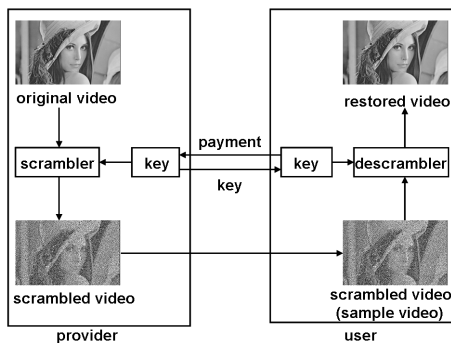 original video
restored video
payment
scrambler
key
key
descrambler
key
scrambled video
scrambled video
(sample video)
provider
user